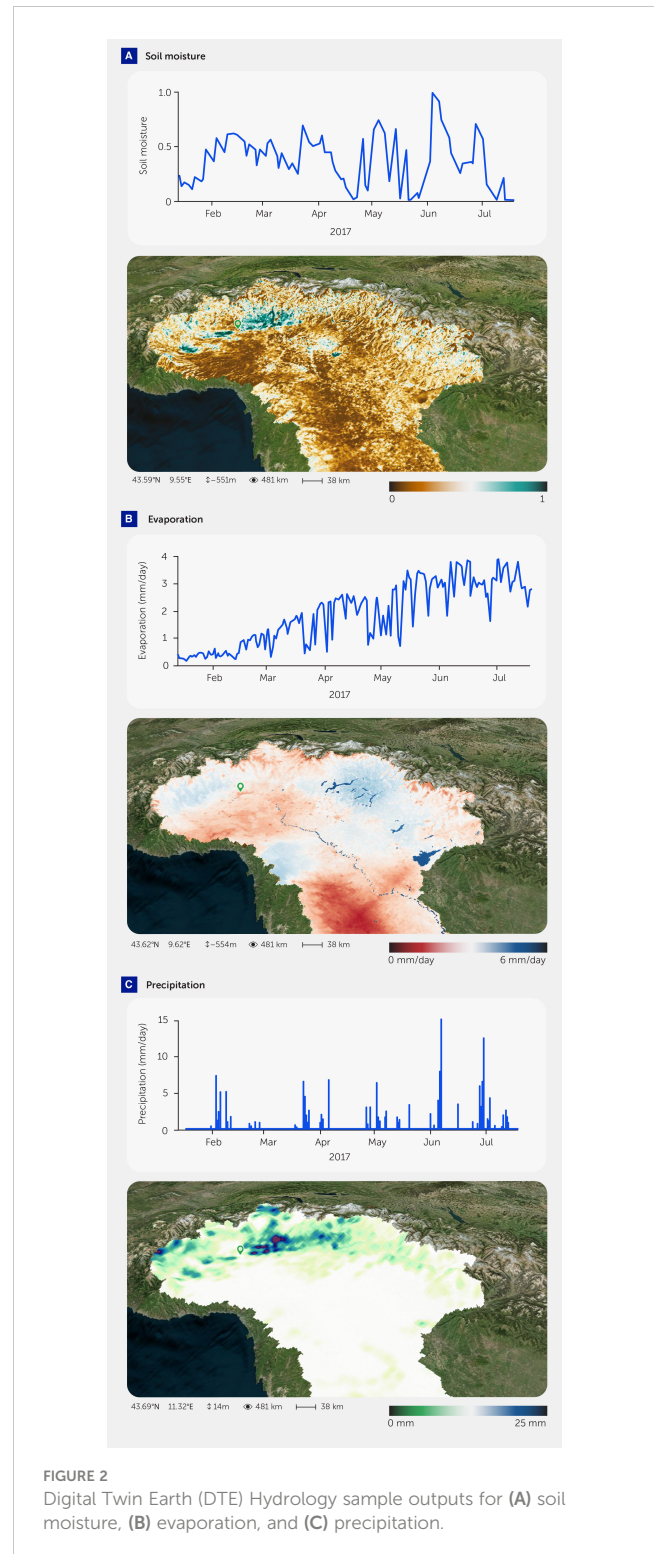 A Soil moisture
1.0
0.5
0
Soil moisture
Feb Mar Apr May Jun Jul
2017
43.59°N 9.55°E ↕~551m 481 km 38 km
0 1
B Evaporation
4
3
2
1
0
Evaporation (mm/day)
Feb Mar Apr May Jun Jul
2017
43.62°N 9.62°E ↕~554m 481 km 38 km
0 mm/day 6 mm/day
C Precipitation
15
10
5
0
Precipitation (mm/day)
Feb Mar Apr May Jun Jul
2017
43.69°N 11.32°E ↕14m 481 km 38 km
0 mm 25 mm
FIGURE 2
Digital Twin Earth (DTE) Hydrology sample outputs for (A) soil
moisture, (B) evaporation, and (C) precipitation.